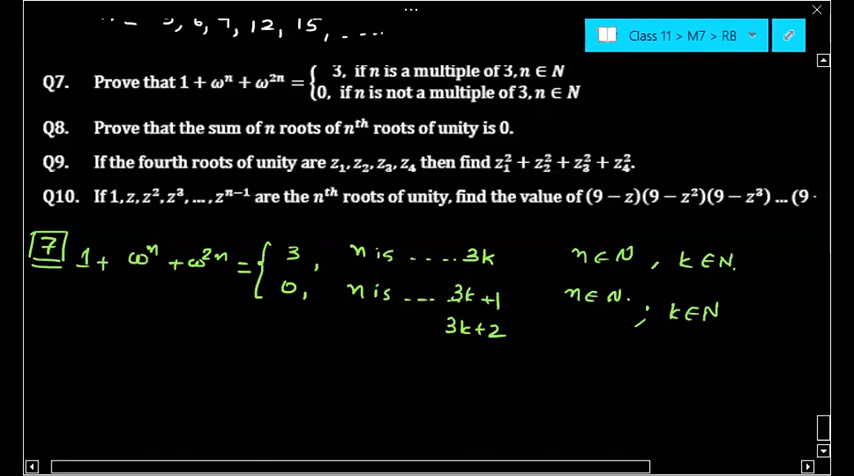 3, 6, 7, 12, 15, ....
Class 11 > M7 > RB
Q7. Prove that 1 + ωⁿ + ω²ⁿ = { 3, if n is a multiple of 3, n ∈ N
0, if n is not a multiple of 3, n ∈ N
Q8. Prove that the sum of n roots of nᵗʰ roots of unity is 0.
Q9. If the fourth roots of unity are z₁, z₂, z₃, z₄ then find z₁² + z₂² + z₃² + z₄².
Q10. If 1, z, z², z³, ..., zⁿ⁻¹ are the nᵗʰ roots of unity, find the value of (9 − z)(9 − z²)(9 − z³) ... (9 -
7 1 + ωⁿ + ω²ⁿ = { 3, n is .... 3k n ∈ N, k ∈ N.
0, n is ... 3k+1 n ∈ N. ; k ∈ N
3k+2